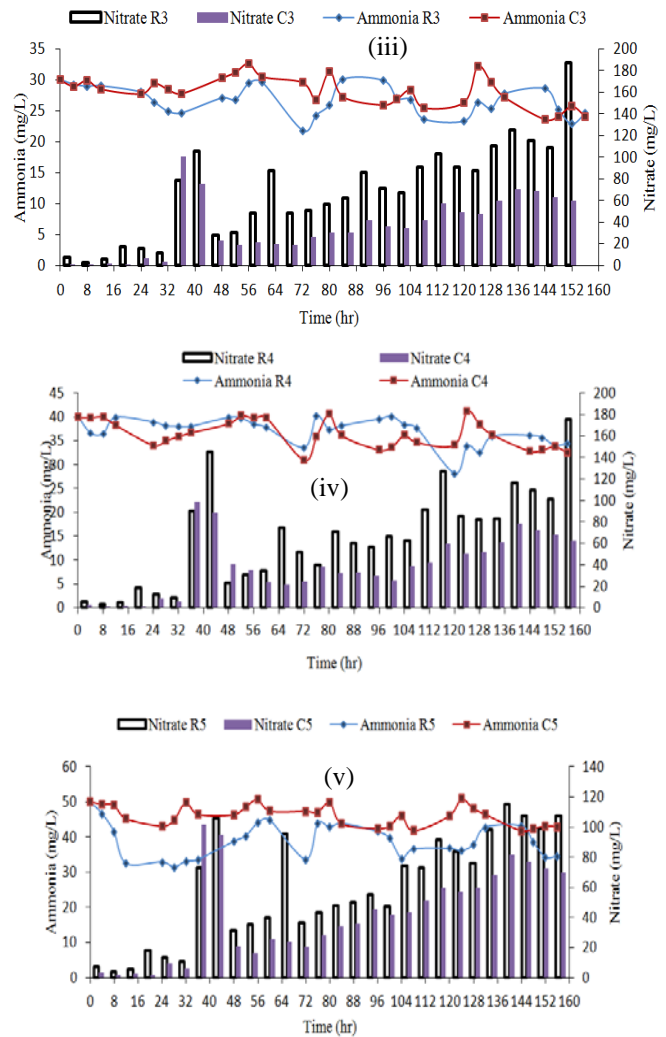 Nitrate R3 Nitrate C3 Ammonia R3 Ammonia C3
(iii)
35 30 25 20 15 10 5 0
Ammonia (mg/L)
200 180 160 140 120 100 80 60 40 20 0
Nitrate (mg/L)
0 8 16 24 32 40 48 56 64 72 80 88 96 104 112 120 128 136 144 152 160
Time (hr)
Nitrate R4 Nitrate C4
Ammonia R4 Ammonia C4
(iv)
45 40 35 30 25 20 15 10 5 0
Ammonia (mg/L)
200 180 160 140 120 100 80 60 40 20 0
Nitrate (mg/L)
0 8 16 24 32 40 48 56 64 72 80 88 96 104 112 120 128 136 144 152 160
Time (hr)
Nitrate R5 Nitrate C5 Ammonia R5 Ammonia C5
(v)
60 50 40 30 20 10 0
Ammonia (mg/L)
140 120 100 80 60 40 20 0
Nitrate (mg/L)
0 8 16 24 32 40 48 56 64 72 80 88 96 104 112 120 128 136 144 152 160
Time (hr)